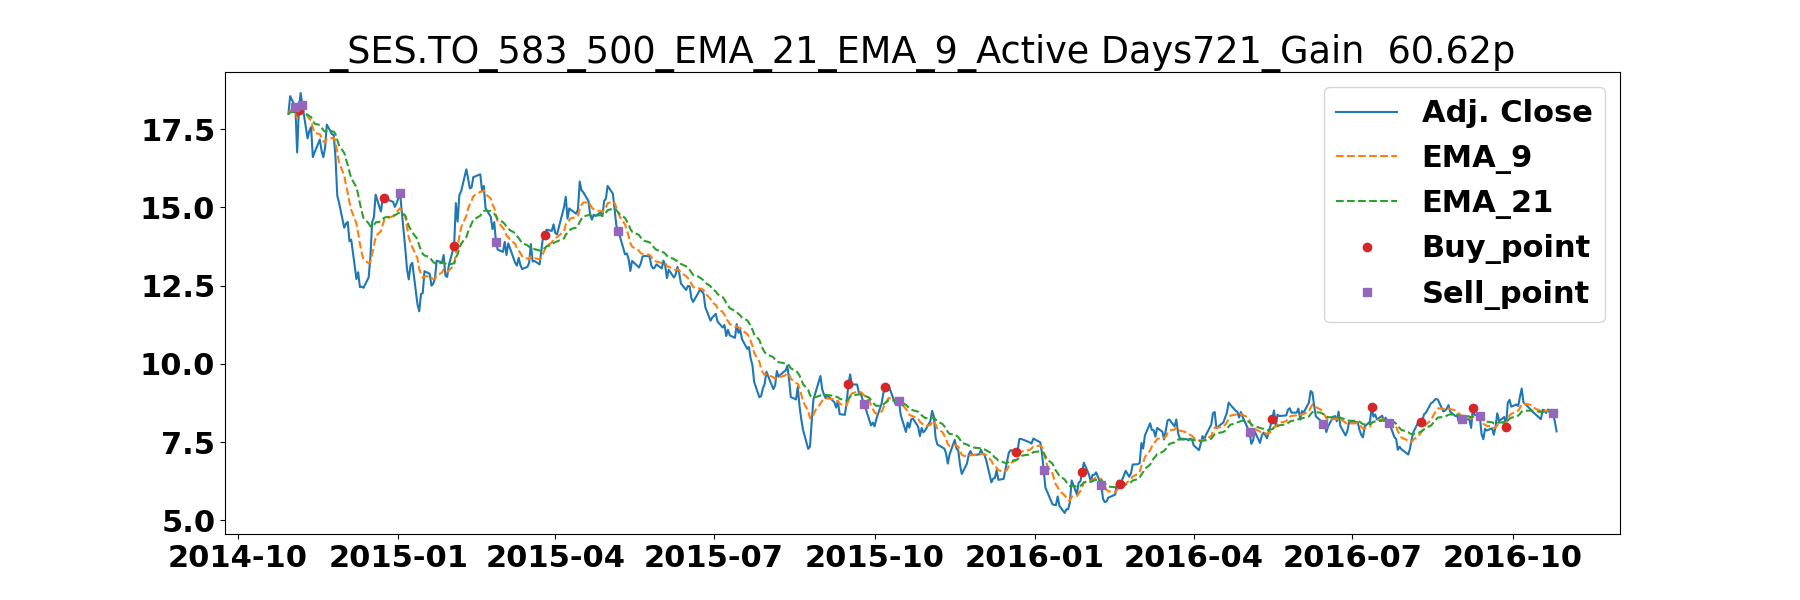 _SES.TO_583_500_EMA_21_EMA_9_Active Days721_Gain  60.62p
Adj. Close
EMA_9
EMA_21
Buy_point
Sell_point
17.5
15.0
12.5
10.0
7.5
5.0
2014-10 2015-01 2015-04 2015-07 2015-10 2016-01 2016-04 2016-07 2016-10